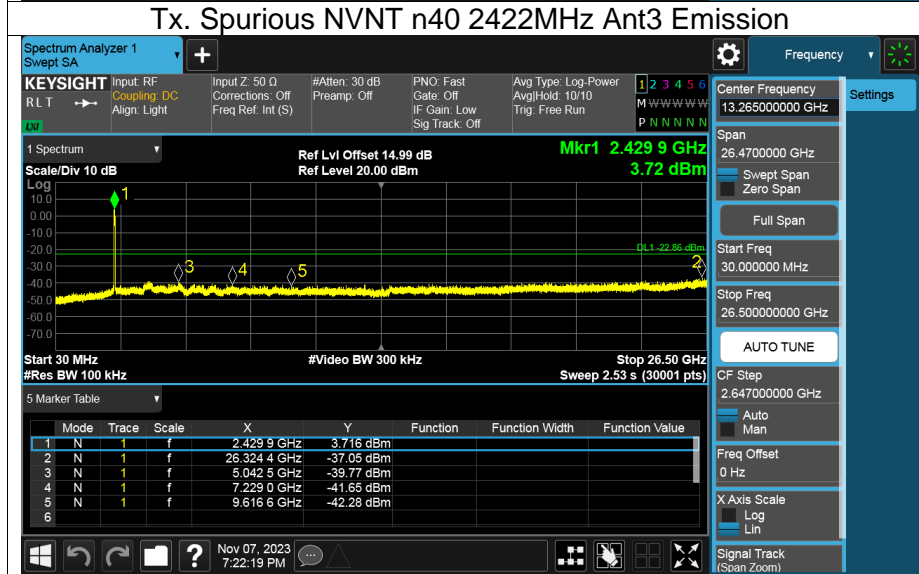 Tx. Spurious NVNT n40 2422MHz Ant3 Emission
Spectrum Analyzer 1
Swept SA
+
Frequency
Settings
KEYSIGHT
RLT
LXI
Input: RF
Coupling: DC
Align: Light
Input Z: 50 Ω
Corrections: Off
Freq Ref: Int (S)
#Atten: 30 dB
Preamp: Off
PNO: Fast
Gate: Off
IF Gain: Low
Sig Track: Off
Avg Type: Log-Power
Avg|Hold: 10/10
Trig: Free Run
1 2 3 4 5 6
M W W W W W
P N N N N N
1 Spectrum
Scale/Div 10 dB
Ref Lvl Offset 14.99 dB
Ref Level 20.00 dBm
Mkr1 2.429 9 GHz
3.72 dBm
Log
10.0
0.00
-10.0
-20.0
-30.0
-40.0
-50.0
-60.0
-70.0
1
DL1 -22.86 dBm
2
3
4
5
Start 30 MHz
#Res BW 100 kHz
#Video BW 300 kHz
Stop 26.50 GHz
Sweep 2.53 s (30001 pts)
5 Marker Table
Mode Trace Scale X Y Function Function Width Function Value
1 N 1 f 2.429 9 GHz 3.716 dBm
2 N 1 f 26.324 4 GHz -37.05 dBm
3 N 1 f 5.042 5 GHz -39.77 dBm
4 N 1 f 7.229 0 GHz -41.65 dBm
5 N 1 f 9.616 6 GHz -42.28 dBm
6
Center Frequency
13.265000000 GHz
Span
26.4700000 GHz
Swept Span
Zero Span
Full Span
Start Freq
30.000000 MHz
Stop Freq
26.500000000 GHz
AUTO TUNE
CF Step
2.647000000 GHz
Auto
Man
Freq Offset
0 Hz
X Axis Scale
Log
Lin
Signal Track
(Span Zoom)
?
Nov 07, 2023
7:22:19 PM